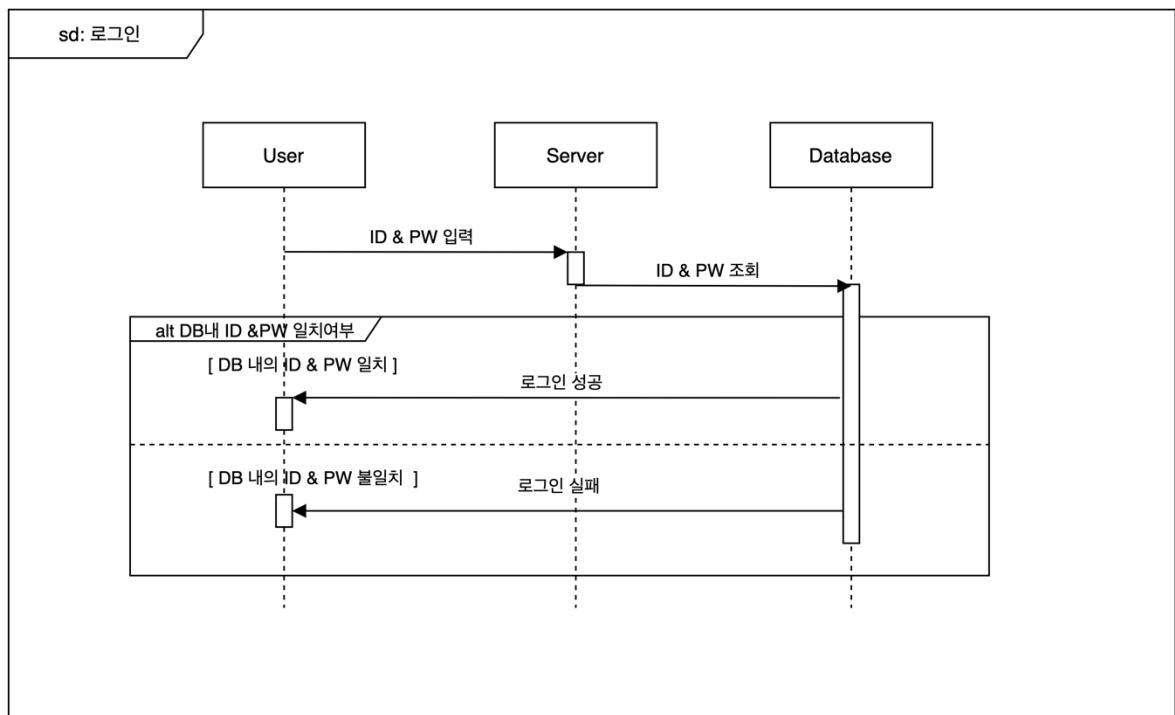 sd: 로그인
User
Server
Database
ID & PW 입력
ID & PW 조회
alt DB내 ID &PW 일치여부
[ DB 내의 ID & PW 일치 ]
로그인 성공
[ DB 내의 ID & PW 불일치 ]
로그인 실패